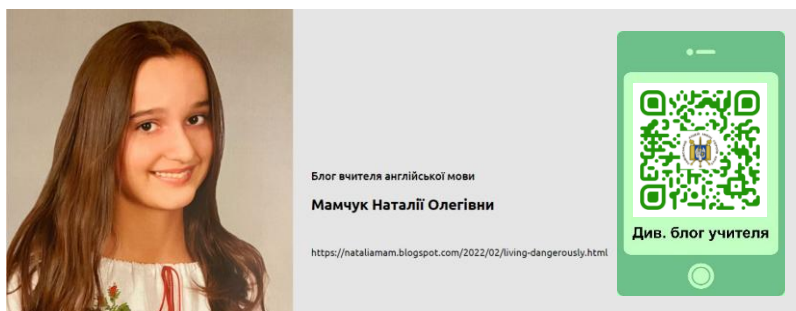 Блог вчителя англійської мови
Мамчук Наталії Олегівни
https://nataliamam.blogspot.com/2022/02/living-dangerously.html
Див. блог учителя